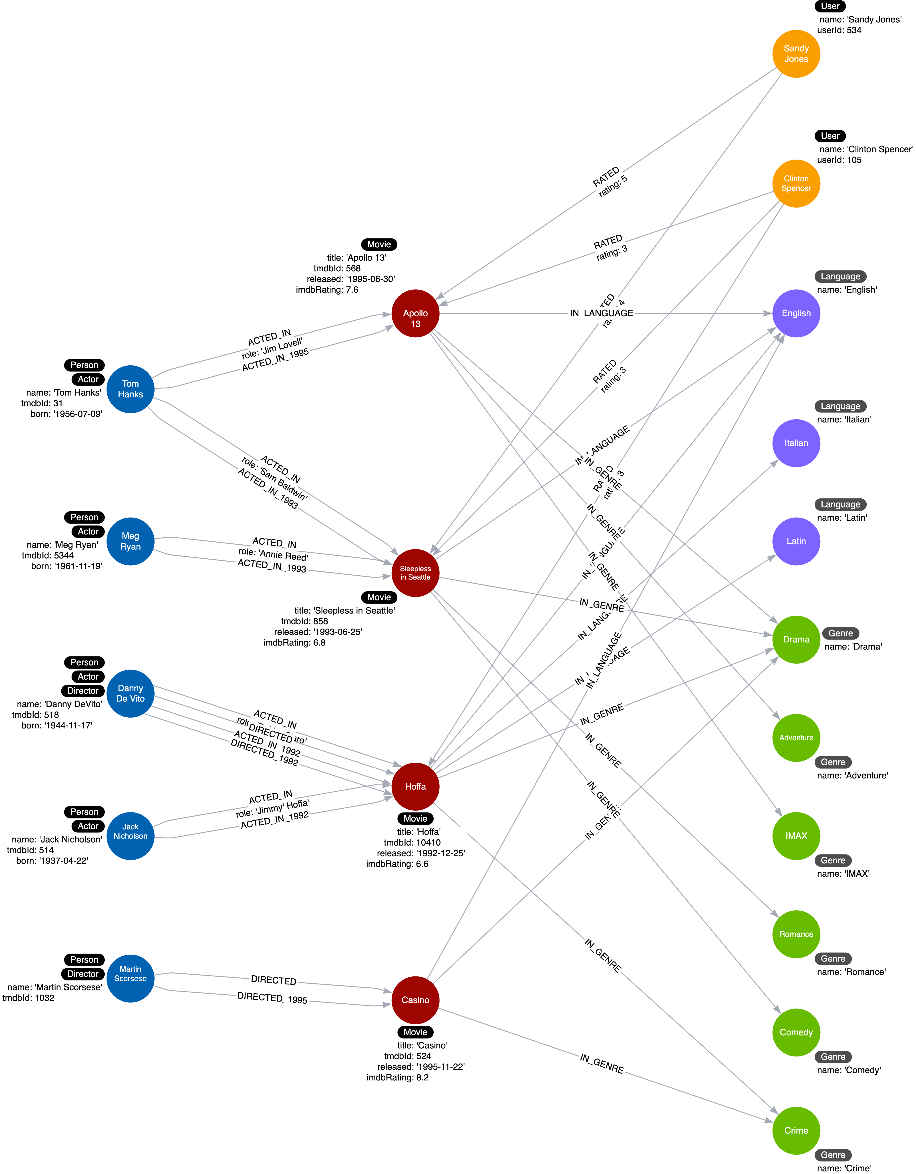 User
name: 'Sandy Jones'
userId: 534
Sandy
Jones
User
name: 'Clinton Spencer'
userId: 105
Clinton
Spencer
RATED
rating: 5
RATED
rating: 3
Movie
title: 'Apollo 13'
tmdbId: 568
released: '1995-06-30'
imdbRating: 7.6
Apollo
13
IN_LANGUAGE
Language
name: 'English'
English
RATED
rating: 3
ACTED_IN
role: 'Jim Lovell'
ACTED_IN_1995
Person
Actor
name: 'Tom Hanks'
tmdbId: 31
born: '1956-07-09'
Tom
Hanks
Language
name: 'Italian'
Italian
ACTED_IN
role: 'Sam Baldwin'
ACTED_IN_1993
IN_LANGUAGE
IN_GENRE
IN_GENRE
IN_GENRE
Person
Actor
name: 'Meg Ryan'
tmdbId: 5344
born: '1961-11-19'
Meg
Ryan
ACTED_IN
role: 'Annie Reed'
ACTED_IN_1993
Language
name: 'Latin'
Latin
Sleepless
in Seattle
Movie
title: 'Sleepless in Seattle'
tmdbId: 858
released: '1993-06-25'
imdbRating: 6.8
IN_GENRE
IN_LANGUAGE
Drama
Genre
name: 'Drama'
Person
Actor
Director
name: 'Danny DeVito'
tmdbId: 518
born: '1944-11-17'
Danny
De Vito
ACTED_IN
DIRECTED
ACTED_IN_1992
DIRECTED_1992
IN_GENRE
IN_GENRE
Adventure
Genre
name: 'Adventure'
Hoffa
Movie
title: 'Hoffa'
tmdbId: 10410
released: '1992-12-25'
imdbRating: 6.6
ACTED_IN
role: 'Jimmy' Hoffa'
ACTED_IN_1992
Person
Actor
name: 'Jack Nicholson'
tmdbId: 514
born: '1937-04-22'
Jack
Nicholson
IN_GENRE
IMAX
Genre
name: 'IMAX'
Romance
Genre
name: 'Romance'
IN_GENRE
Person
Director
name: 'Martin Scorsese'
tmdbId: 1032
Martin
Scorsese
DIRECTED
DIRECTED_1995
Casino
Movie
title: 'Casino'
tmdbId: 524
released: '1995-11-22'
imdbRating: 8.2
Comedy
Genre
name: 'Comedy'
IN_GENRE
Crime
Genre
name: 'Crime'